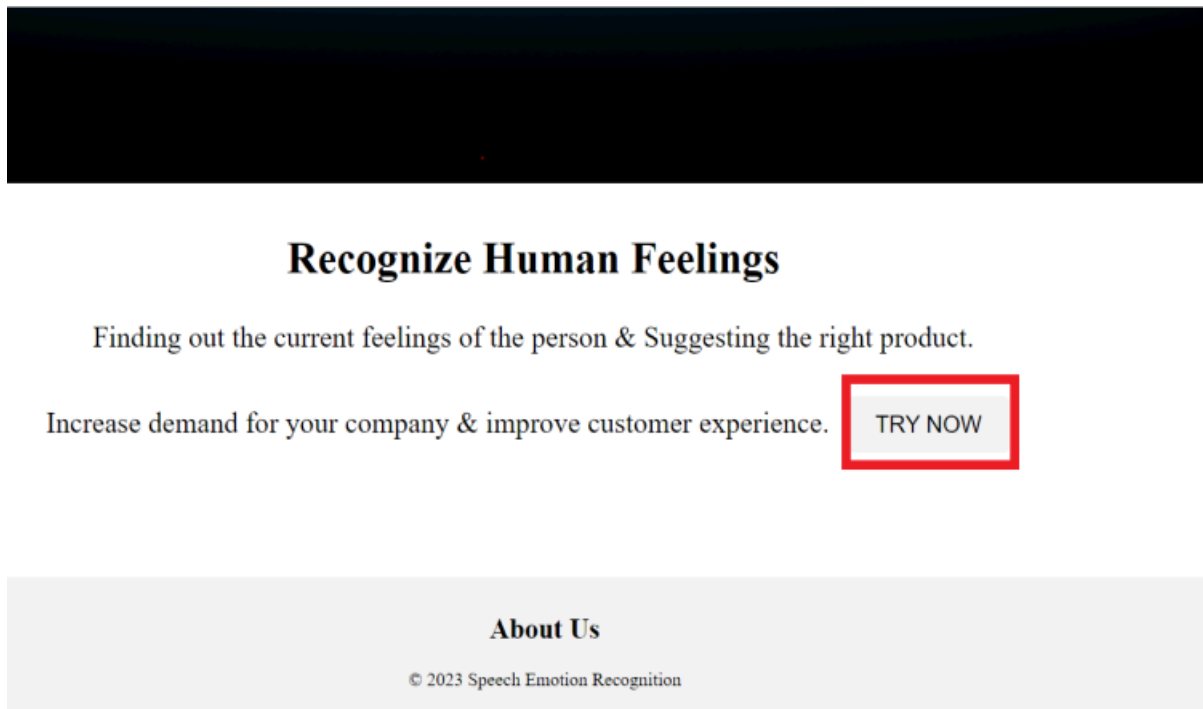 Recognize Human Feelings
Finding out the current feelings of the person & Suggesting the right product.
Increase demand for your company & improve customer experience. TRY NOW
About Us
© 2023 Speech Emotion Recognition